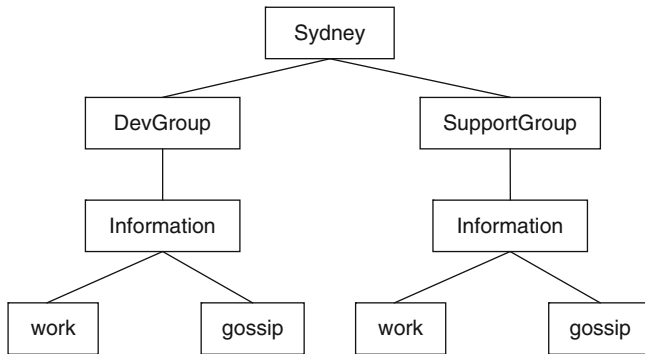 Sydney
DevGroup SupportGroup
Information Information
work gossip work gossip